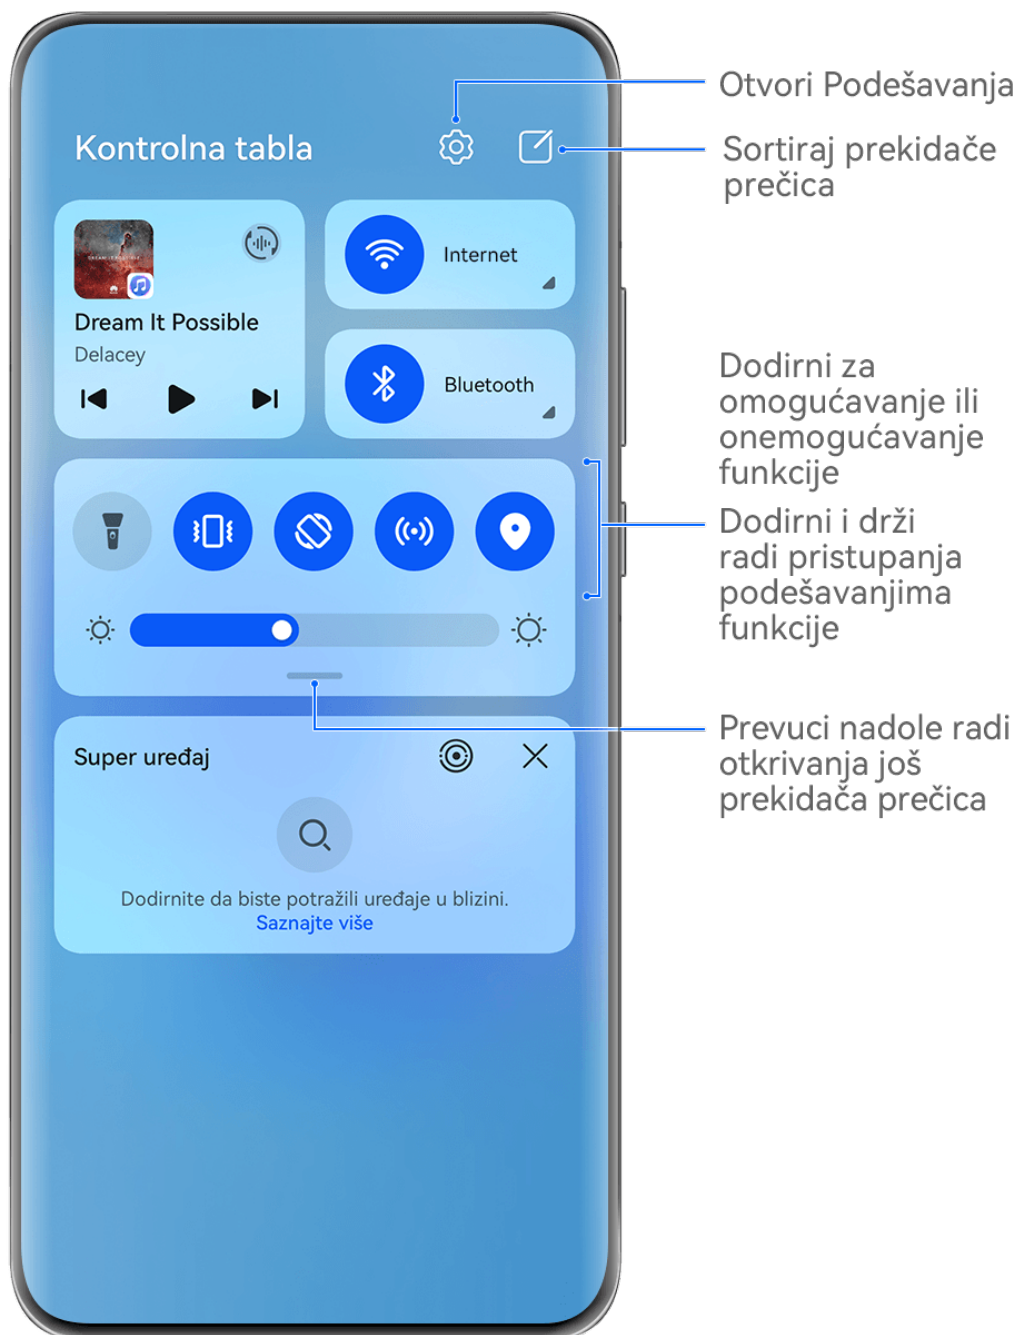 Kontrolna tabla
Otvori Podešavanja
Sortiraj prekidače
prečica
Dream It Possible
Delacey
Internet
Bluetooth
Dodirni za
omogućavanje ili
onemogućavanje
funkcije
Dodirni i drži
radi pristupanja
podešavanjima
funkcije
Prevuci nadole radi
otkrivanja još
prekidača prečica
Super uređaj
Dodirnite da biste potražili uređaje u blizini.
Saznajte više